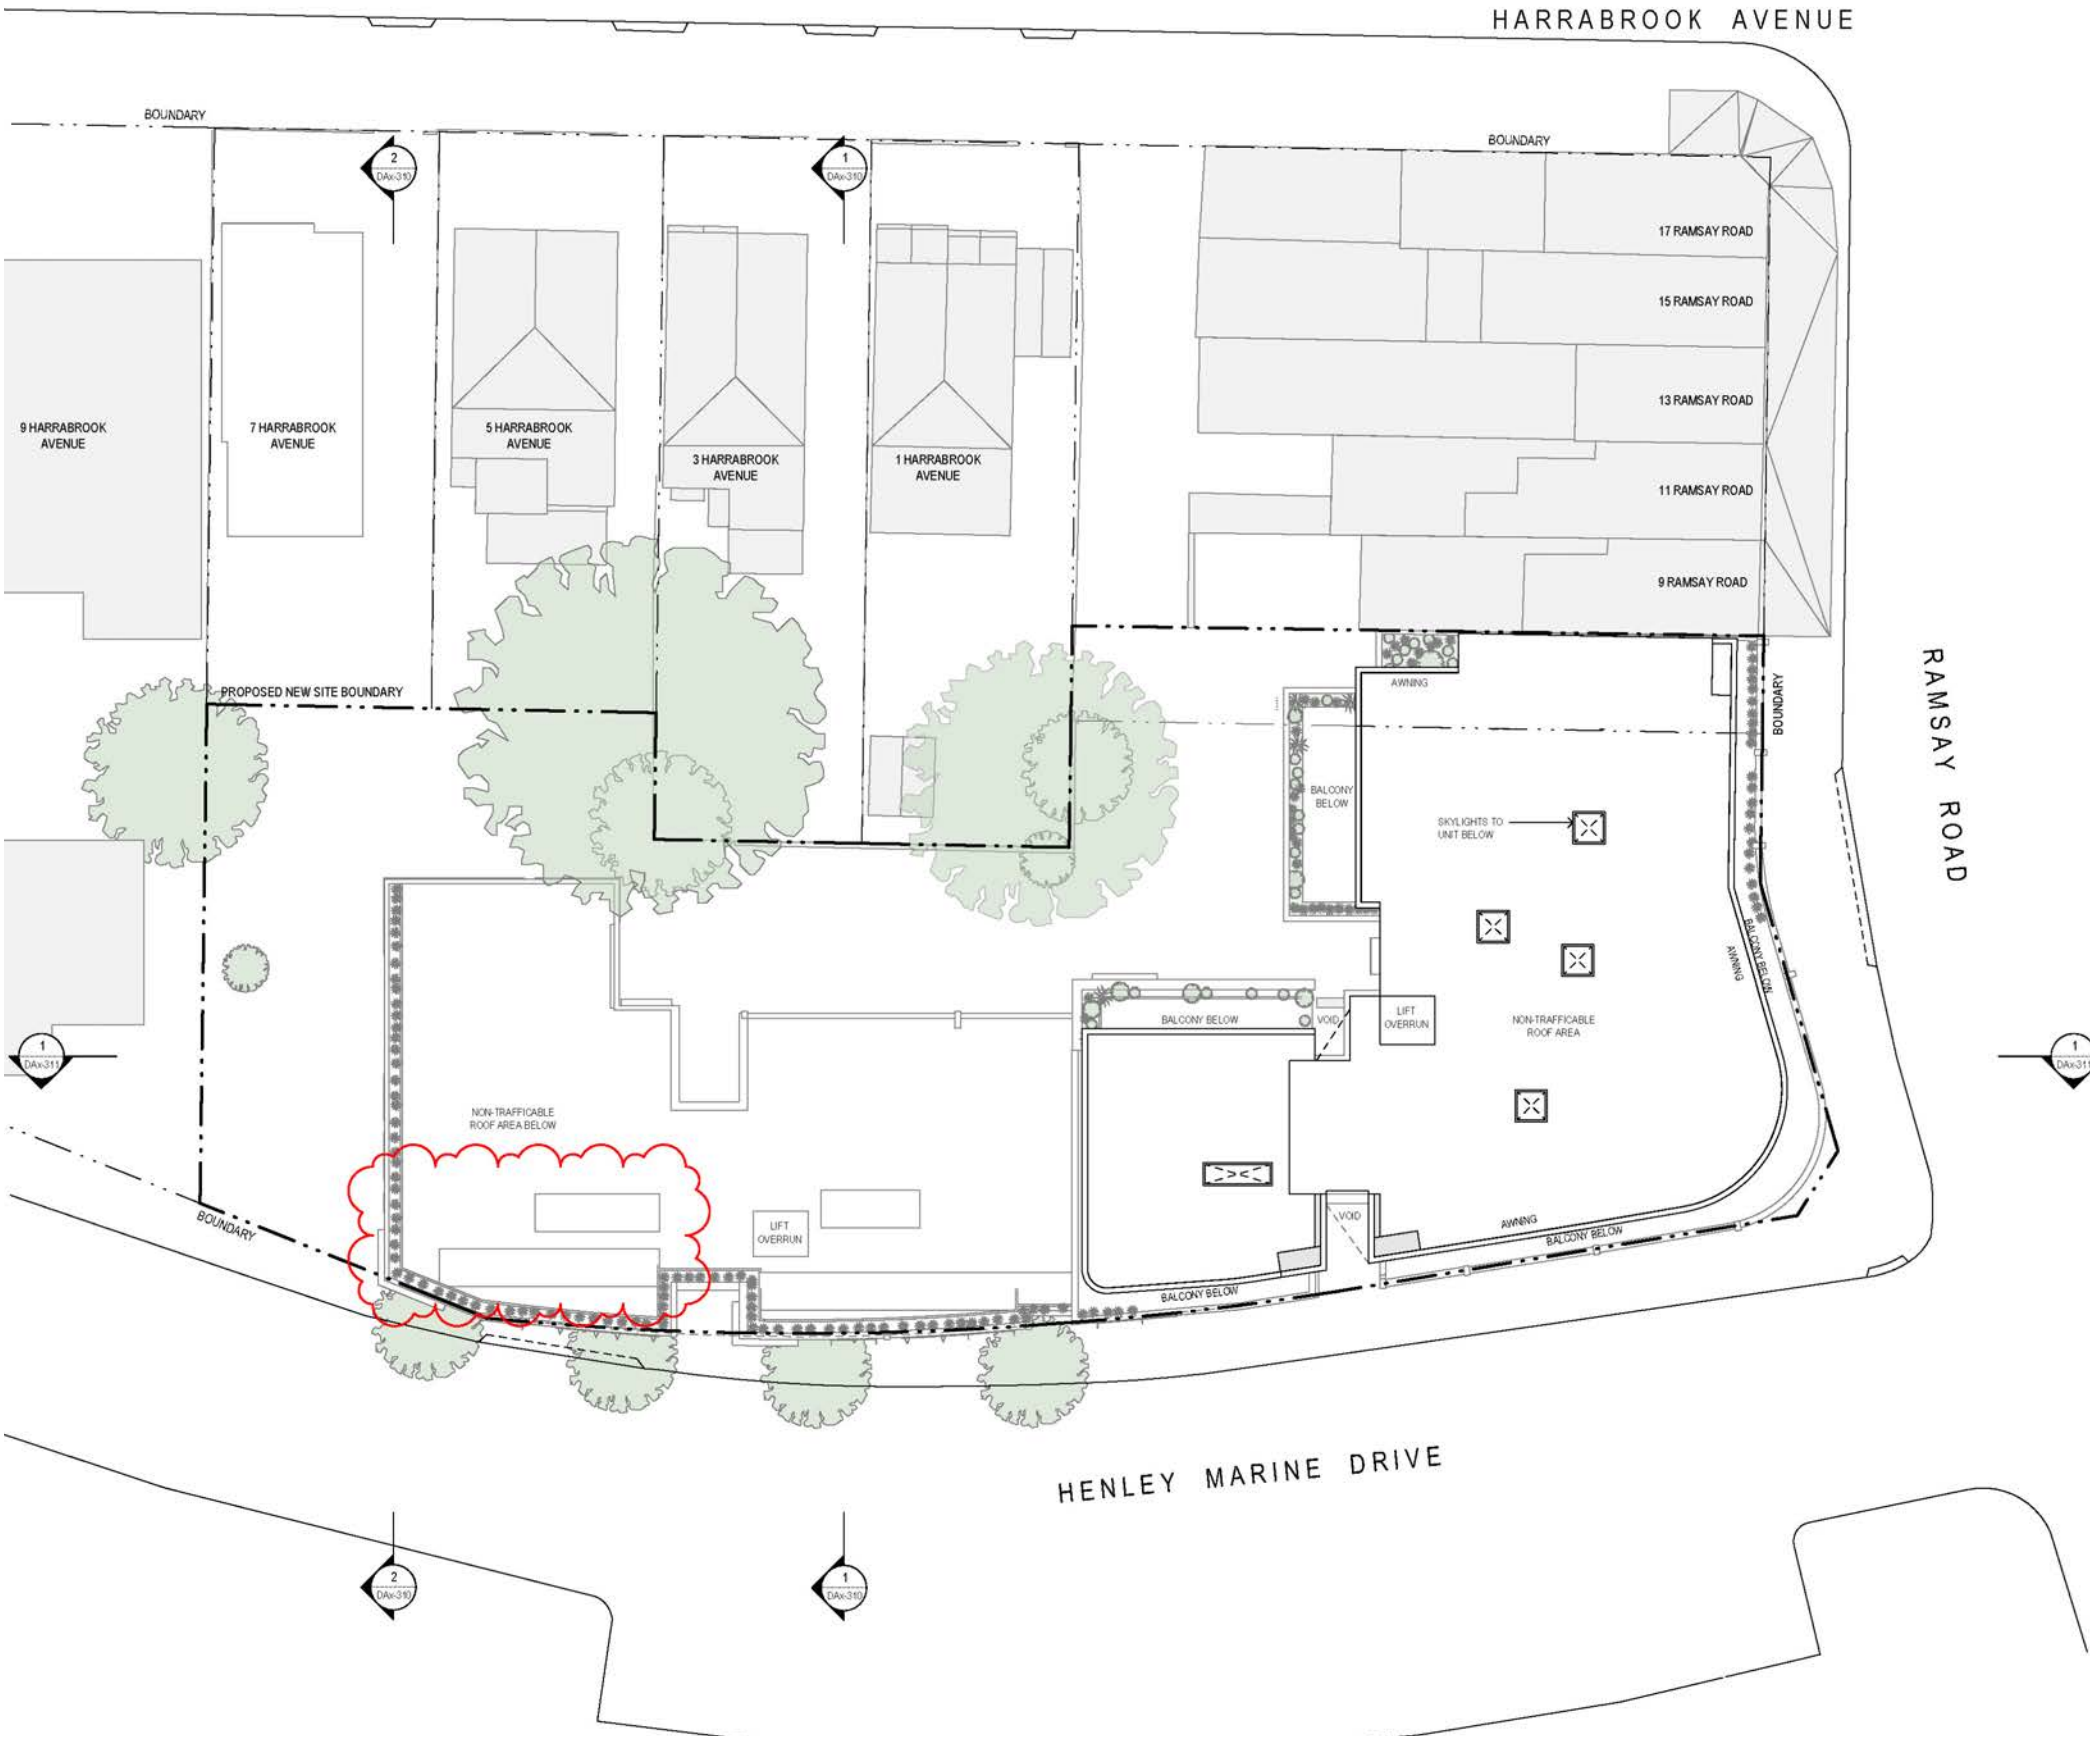 HARRABROOK AVENUE
BOUNDARY
BOUNDARY
2
DAx-310
1
DAx-310
17 RAMSAY ROAD
15 RAMSAY ROAD
13 RAMSAY ROAD
11 RAMSAY ROAD
9 RAMSAY ROAD
9 HARRABROOK
AVENUE
7 HARRABROOK
AVENUE
5 HARRABROOK
AVENUE
3 HARRABROOK
AVENUE
1 HARRABROOK
AVENUE
RAMSAY ROAD
PROPOSED NEW SITE BOUNDARY
AWNING
BOUNDARY
BALCONY
BELOW
SKYLIGHTS TO
UNIT BELOW
BALCONY BELOW
AWNING
BALCONY BELOW
VOID
LIFT
OVERRUN
NON-TRAFFICABLE
ROOF AREA
1
DAx-311
1
DAx-311
NON-TRAFFICABLE
ROOF AREA BELOW
BOUNDARY
LIFT
OVERRUN
VOID
AWNING
BALCONY BELOW
BALCONY BELOW
HENLEY MARINE DRIVE
2
DAx-310
1
DAx-310